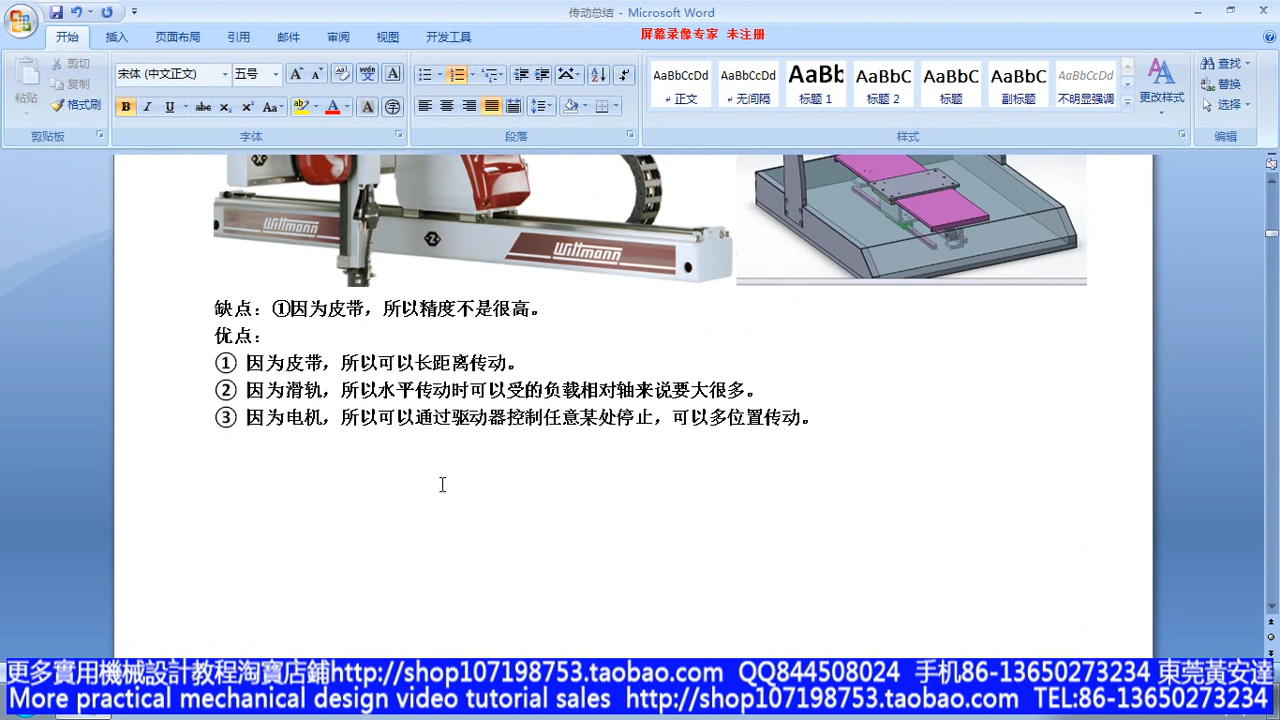 传动总结 - Microsoft Word
开始 插入 页面布局 引用 邮件 审阅 视图 开发工具
屏幕录像专家 未注册
粘贴
剪切
复制
格式刷
剪贴板
宋体 (中文正文) 五号
字体
段落
AaBbCcDd AaBbCcDd AaBb AaBbC AaBbC AaBbC AaBbCcDd
正文 无间隔 标题 1 标题 2 标题 副标题 不明显强调
更改样式
样式
查找
替换
选择
编辑
Wittmann
Wittmann
缺点：①因为皮带，所以精度不是很高。
优点：
① 因为皮带，所以可以长距离传动。
② 因为滑轨，所以水平传动时可以受的负载相对轴来说要大很多。
③ 因为电机，所以可以通过驱动器控制任意某处停止，可以多位置传动。
更多實用機械設計教程淘寶店鋪http://shop107198753.taobao.com QQ844508024 手机86-13650273234 東莞黃安達
More practical mechanical design video tutorial sales http://shop107198753.taobao.com TEL:86-13650273234